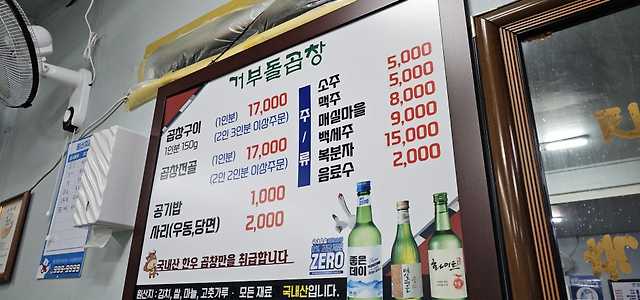 거부돌곱창
곱창구이 (1인분) 17,000
1인분 150g (2인 3인분 이상주문)
곱창전골 (1인분) 17,000
(2인 2인분 이상주문)
공기밥 1,000
사리(우동,당면) 2,000
주 / 류
소주 5,000
맥주 5,000
매실마을 8,000
백세주 9,000
복분자 15,000
음료수 2,000
국내산 한우 곱창만을 취급합니다
ZERO
좋은
데이
원산지: 김치, 쌀, 마늘, 고춧가루 · 모든 재료 국내산입니다.
999-9999